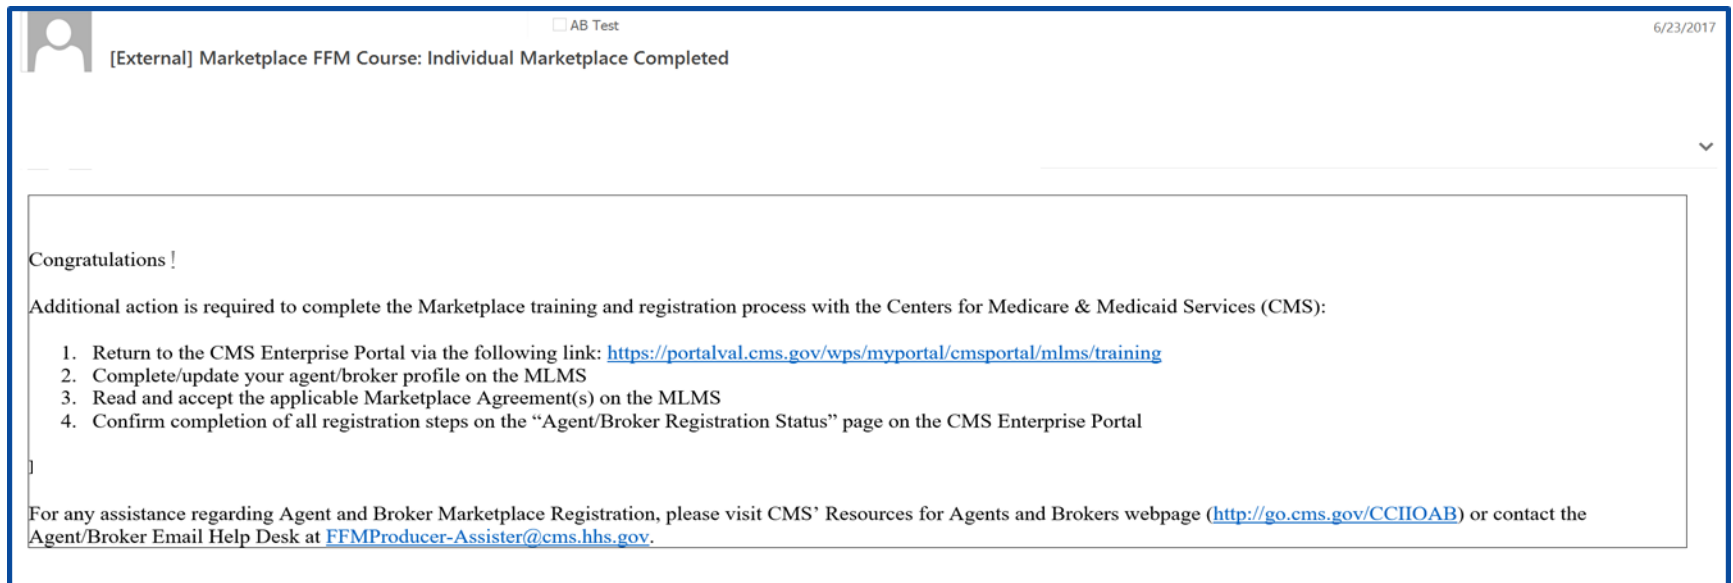 AB Test
6/23/2017
[External] Marketplace FFM Course: Individual Marketplace Completed
Congratulations !
Additional action is required to complete the Marketplace training and registration process with the Centers for Medicare & Medicaid Services (CMS):
1. Return to the CMS Enterprise Portal via the following link: https://portalval.cms.gov/wps/myportal/cmsportal/mlms/training
2. Complete/update your agent/broker profile on the MLMS
3. Read and accept the applicable Marketplace Agreement(s) on the MLMS
4. Confirm completion of all registration steps on the “Agent/Broker Registration Status” page on the CMS Enterprise Portal
]
For any assistance regarding Agent and Broker Marketplace Registration, please visit CMS’ Resources for Agents and Brokers webpage (http://go.cms.gov/CCIIOAB) or contact the
Agent/Broker Email Help Desk at FFMProducer-Assister@cms.hhs.gov.